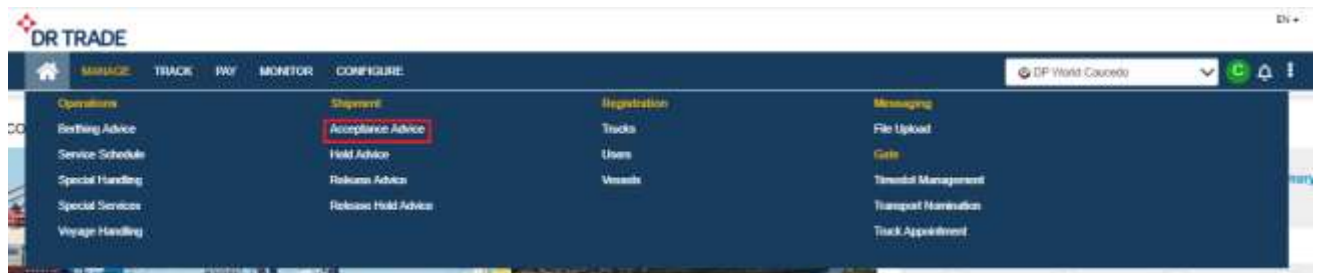 EN
DR TRADE
MANAGE TRACK PAY MONITOR CONFIGURE DP World Caucedo C
Operations Shipment Registration Messaging
Berthing Advice Acceptance Advice Trucks File Upload
Service Schedule Hold Advice Users Gate
Special Handling Release Advice Vessels Timeslot Management
Special Services Release Hold Advice Transport Nomination
Voyage Handling Truck Appointment